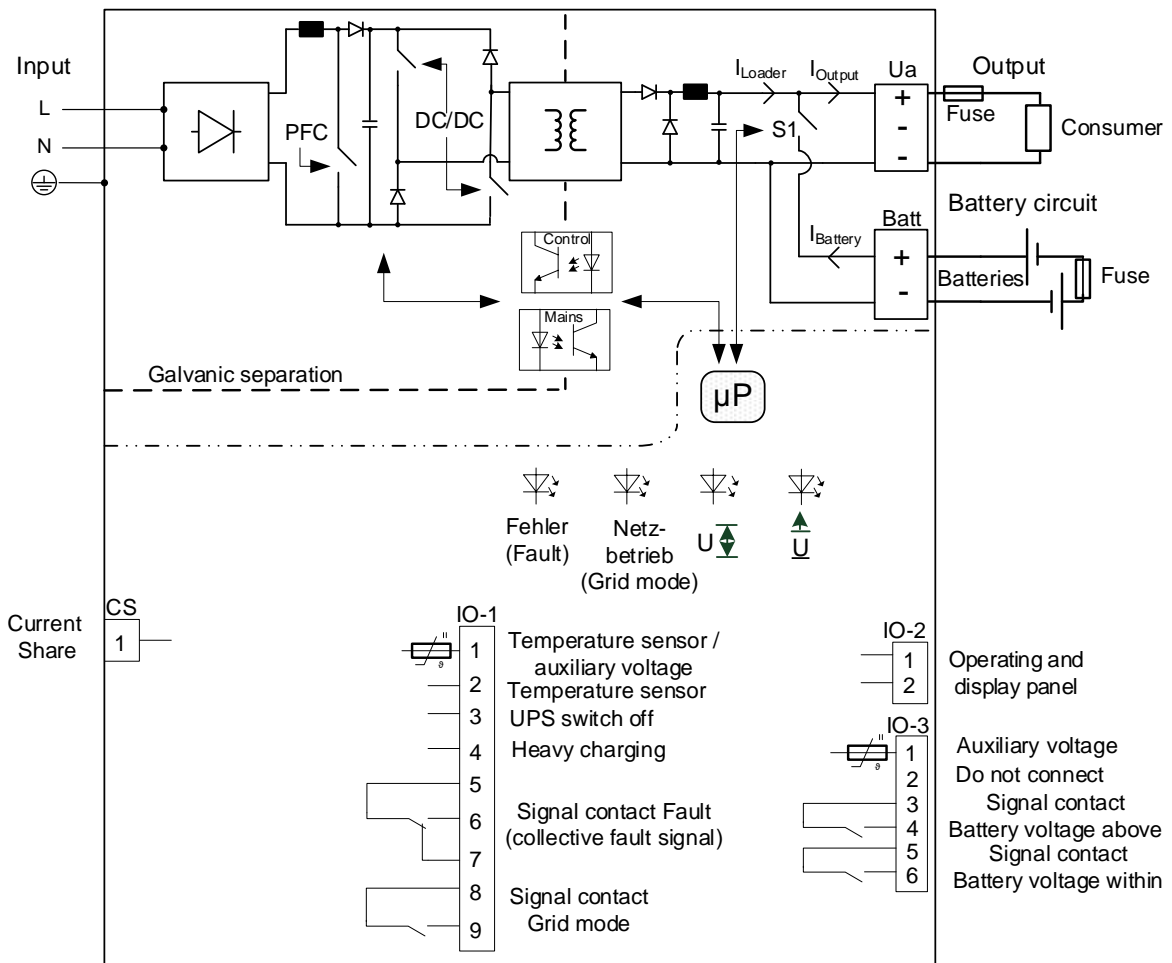 Input
L
N
PFC
DC/DC
I_Loader
I_Output
S1
Ua
+
-
-
Output
Fuse
Consumer
Battery circuit
Batt
+
-
I_Battery
Batteries
Fuse
Control
Mains
Galvanic separation
µP
Fehler
(Fault)
Netz-
betrieb
(Grid mode)
U
U
Current
Share
CS
1
IO-1
1
Temperature sensor /
auxiliary voltage
2
Temperature sensor
3
UPS switch off
4
Heavy charging
5
6
7
Signal contact Fault
(collective fault signal)
8
9
Signal contact
Grid mode
IO-2
1
2
Operating and
display panel
IO-3
1
Auxiliary voltage
2
Do not connect
3
Signal contact
4
Battery voltage above
5
Signal contact
6
Battery voltage within